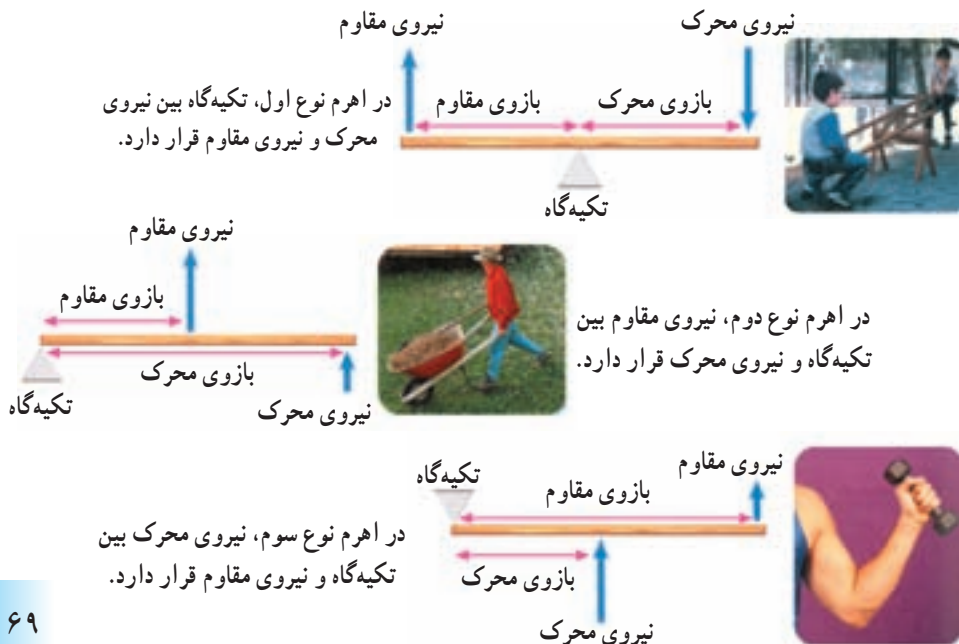 نیروی محرک
نیروی مقاوم
بازوی محرک
بازوی مقاوم
در اهرم نوع اول، تکیه‌گاه بین نیروی
محرک و نیروی مقاوم قرار دارد.
تکیه‌گاه
نیروی مقاوم
بازوی مقاوم
در اهرم نوع دوم، نیروی مقاوم بین
تکیه‌گاه و نیروی محرک قرار دارد.
بازوی محرک
تکیه‌گاه
نیروی محرک
نیروی مقاوم
تکیه‌گاه
بازوی مقاوم
در اهرم نوع سوم، نیروی محرک بین
تکیه‌گاه و نیروی مقاوم قرار دارد.
بازوی محرک
نیروی محرک
۶۹